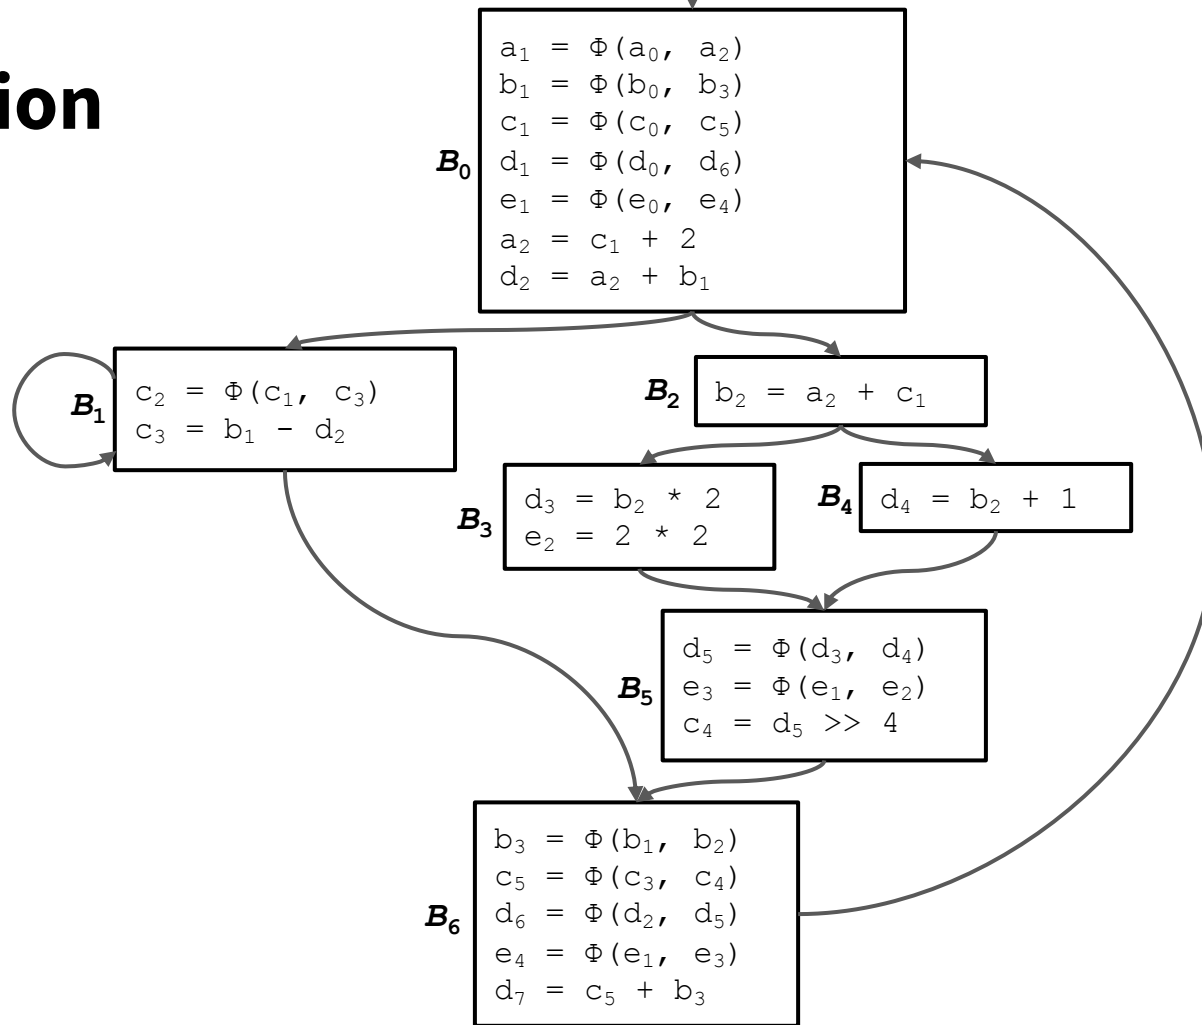 ion
B₀
a₁ = Φ(a₀, a₂)
b₁ = Φ(b₀, b₃)
c₁ = Φ(c₀, c₅)
d₁ = Φ(d₀, d₆)
e₁ = Φ(e₀, e₄)
a₂ = c₁ + 2
d₂ = a₂ + b₁
B₁
c₂ = Φ(c₁, c₃)
c₃ = b₁ - d₂
B₂
b₂ = a₂ + c₁
B₃
d₃ = b₂ * 2
e₂ = 2 * 2
B₄
d₄ = b₂ + 1
B₅
d₅ = Φ(d₃, d₄)
e₃ = Φ(e₁, e₂)
c₄ = d₅ >> 4
B₆
b₃ = Φ(b₁, b₂)
c₅ = Φ(c₃, c₄)
d₆ = Φ(d₂, d₅)
e₄ = Φ(e₁, e₃)
d₇ = c₅ + b₃